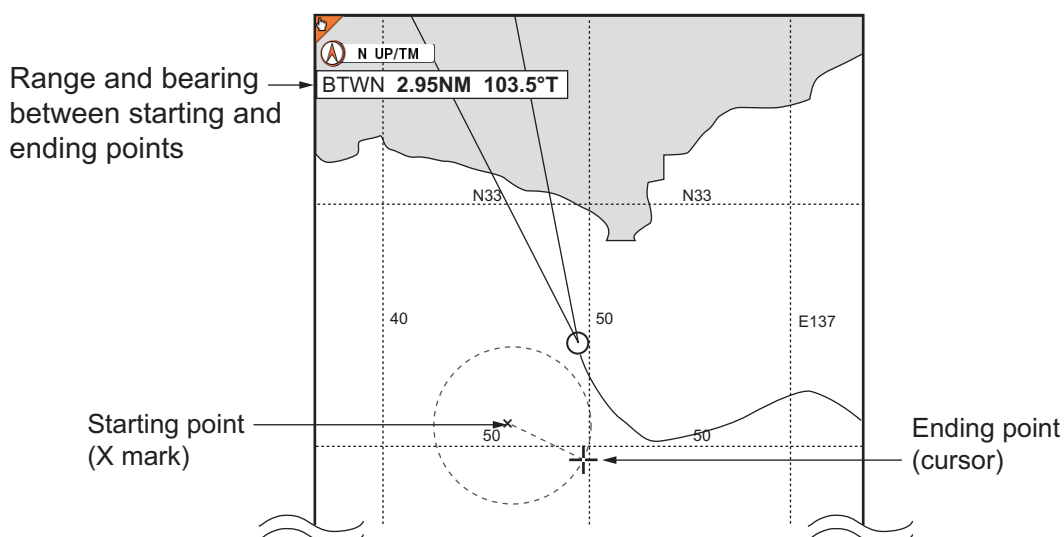 N UP/TM
Range and bearing
between starting and
ending points
BTWN 2.95NM 103.5°T
N33 N33
40 50 E137
Starting point
(X mark)
50 50
Ending point
(cursor)